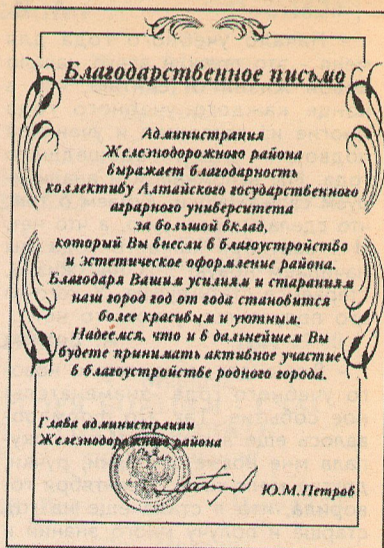 Благодарственное письмо
Администрация
Железнодорожного района
выражает благодарность
коллективу Алтайского государственного
аграрного университета
за большой вклад,
который Вы внесли в благоустройство
и эстетическое оформление района.
Благодаря Вашим усилиям и стараниям
наш город год от года становится
более красивым и уютным.
Надеемся, что и в дальнейшем Вы
будете принимать активное участие
в благоустройстве родного города.
Глава администрации
Железнодорожного района
Ю.М.Петров